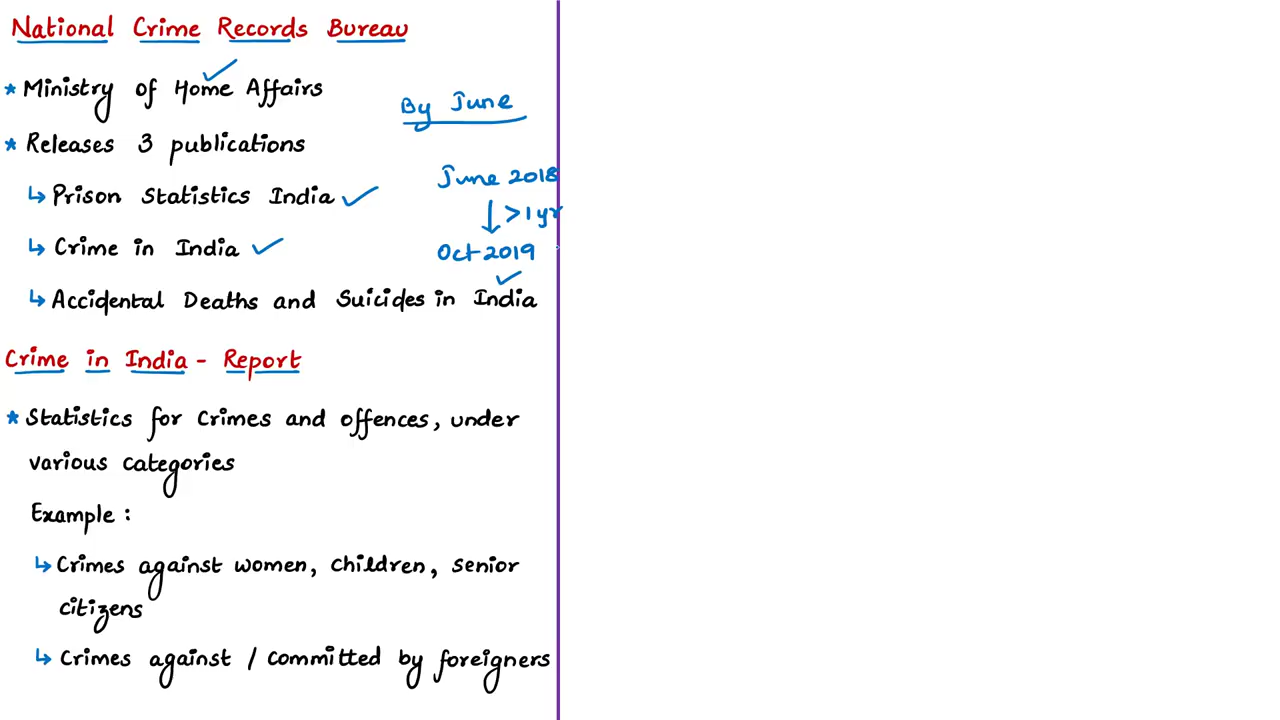 National Crime Records Bureau
* Ministry of Home Affairs
By June
* Releases 3 publications
↳ Prison Statistics India
June 2018
↓ >1 yr
↳ Crime in India
Oct 2019
↳ Accidental Deaths and Suicides in India
Crime in India - Report
* Statistics for crimes and offences, under
various categories
Example :
↳ Crimes against women, children, senior
citizens
↳ Crimes against / committed by foreigners